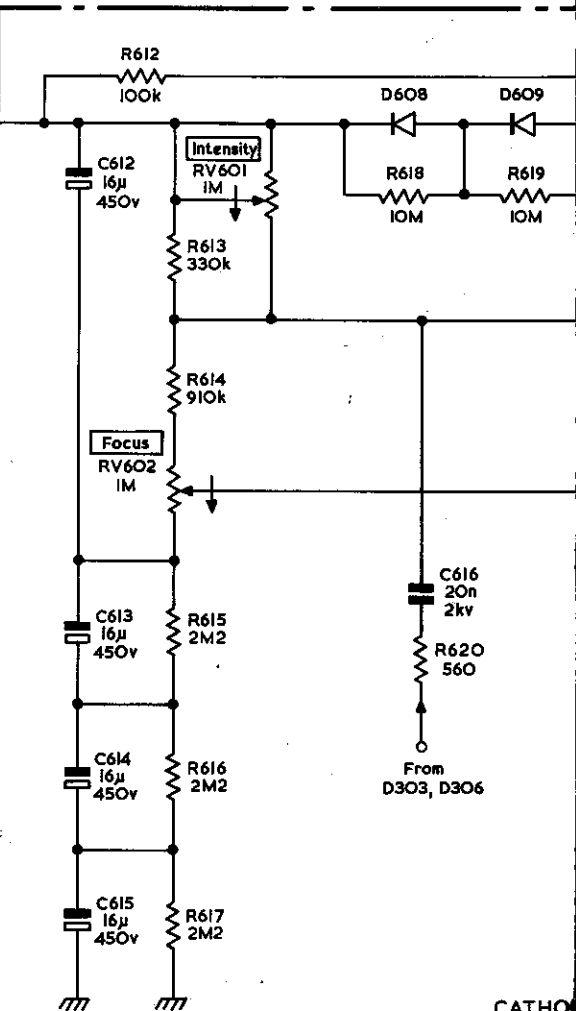 R612
100k
D608
D609
Intensity
RV601
1M
C612
16µ
450v
R618
10M
R619
10M
R613
330k
R614
910k
Focus
RV602
1M
C616
20n
2kv
C613
16µ
450v
R615
2M2
R620
560
C614
16µ
450v
R616
2M2
From
D303, D306
C615
16µ
450v
R617
2M2
CATHO